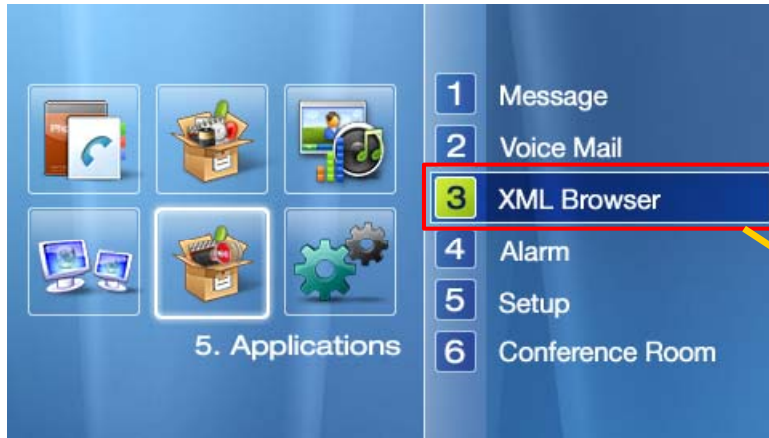 5. Applications
1 Message
2 Voice Mail
3 XML Browser
4 Alarm
5 Setup
6 Conference Room